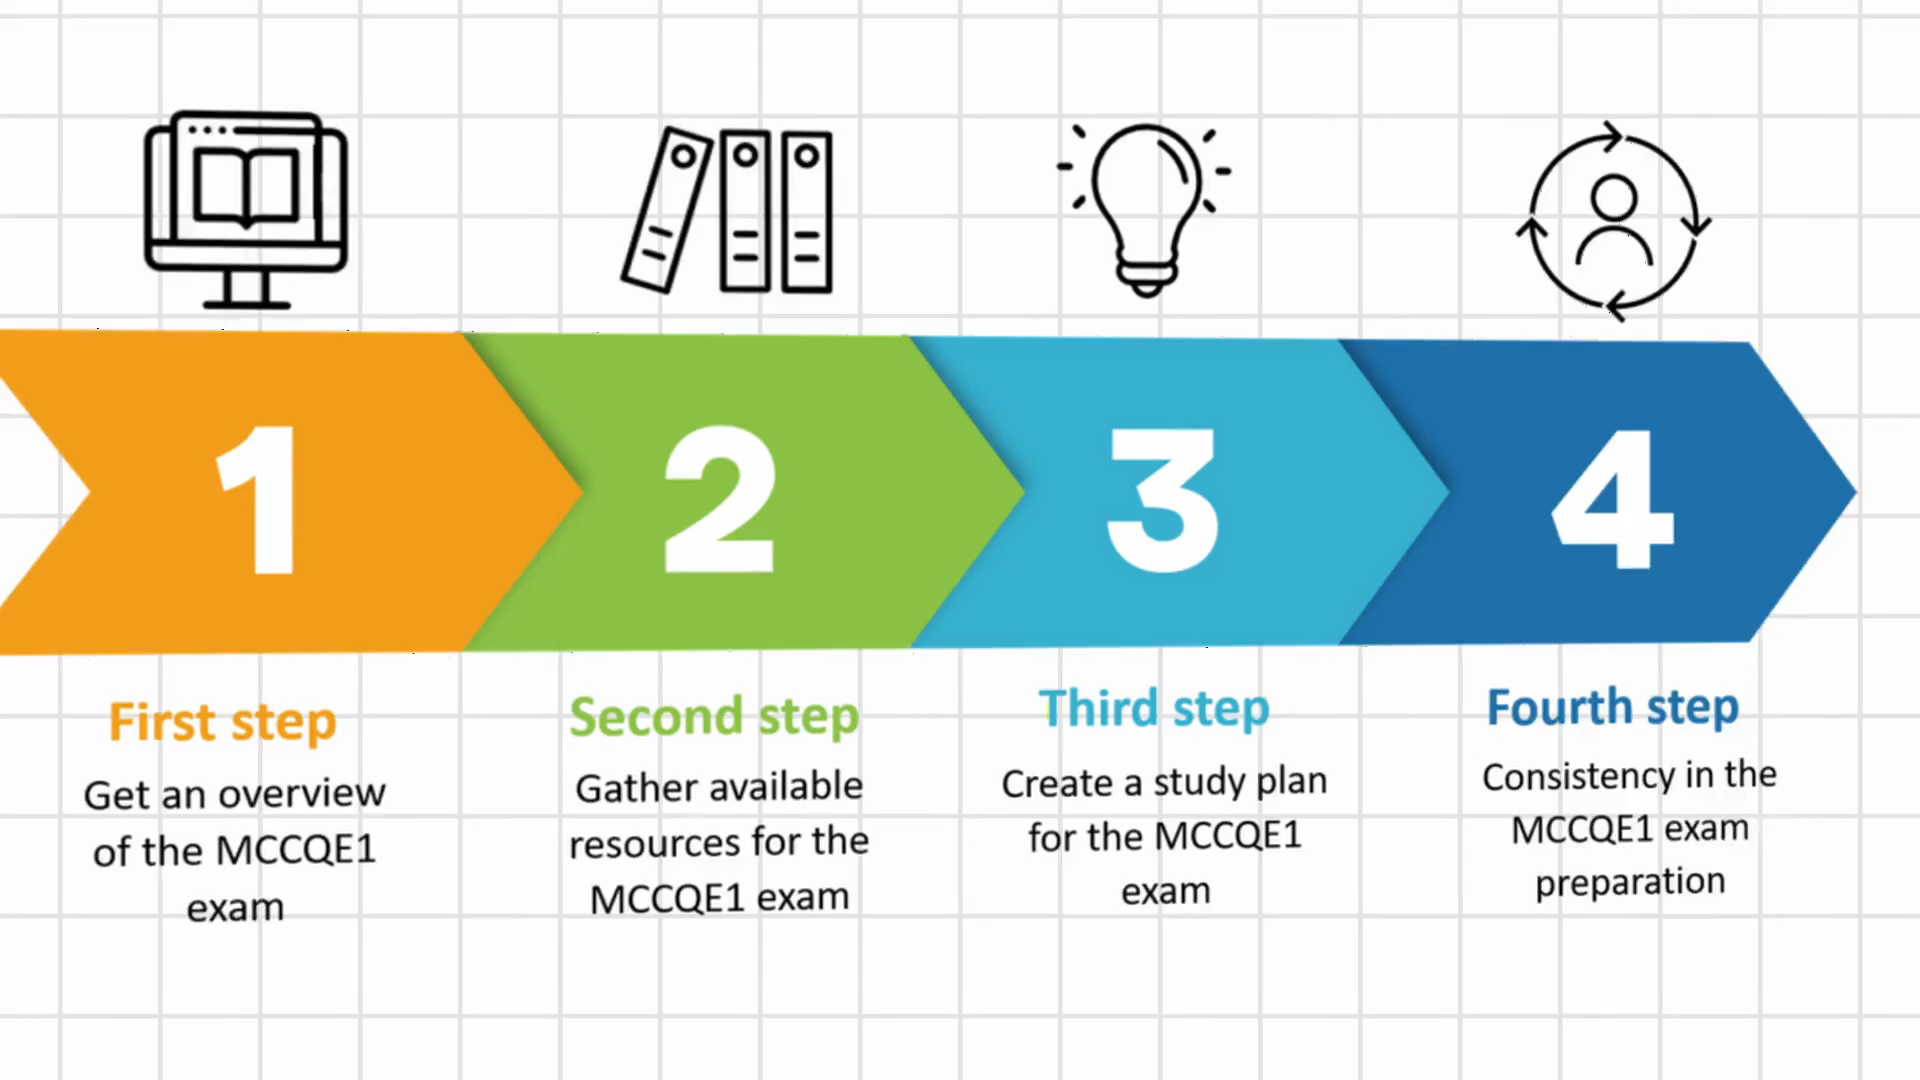 1
2
3
4
First step
Get an overview
of the MCCQE1
exam
Second step
Gather available
resources for the
MCCQE1 exam
Third step
Create a study plan
for the MCCQE1
exam
Fourth step
Consistency in the
MCCQE1 exam
preparation